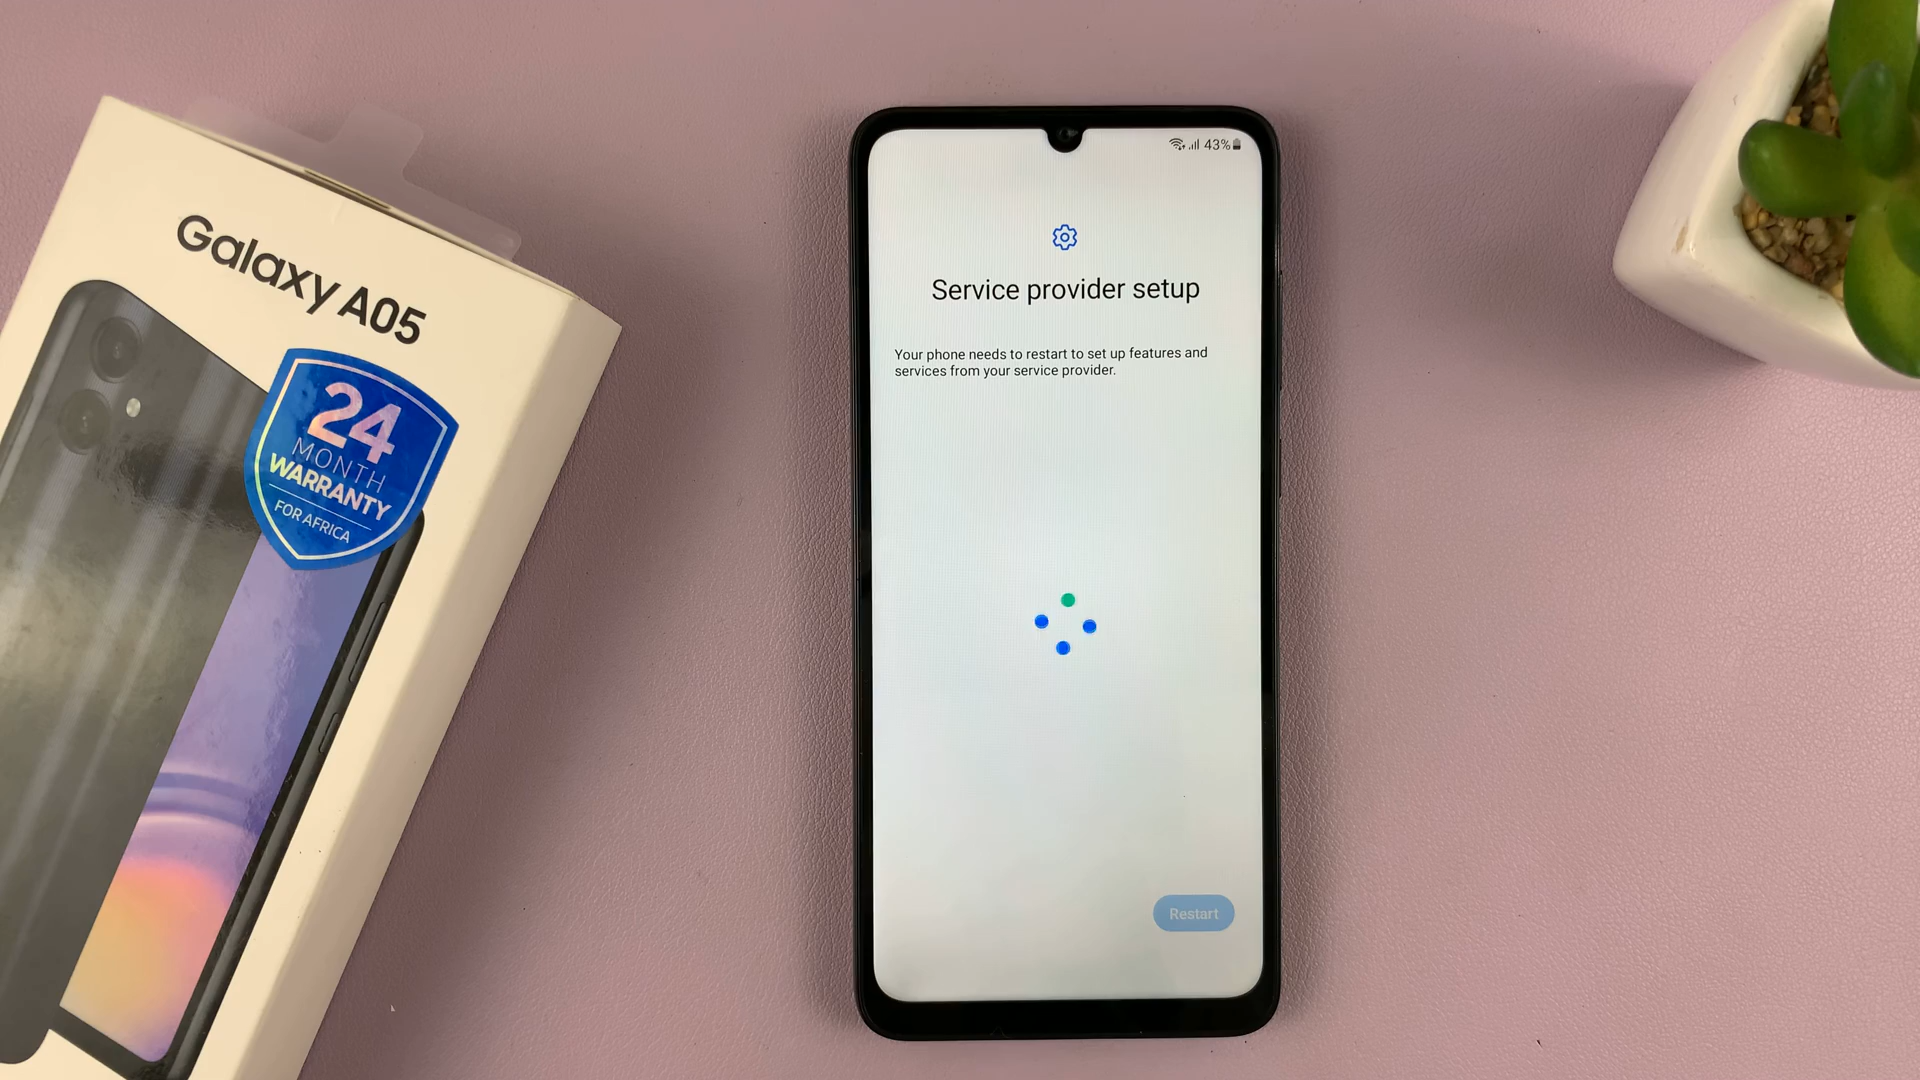 Galaxy A05
24
MONTH
WARRANTY
FOR AFRICA
43%
Service provider setup
Your phone needs to restart to set up features and
services from your service provider.
Restart